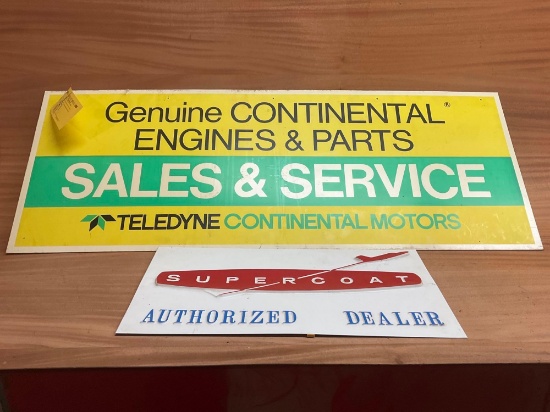 Genuine CONTINENTAL®
ENGINES & PARTS
SALES & SERVICE
TELEDYNE CONTINENTAL MOTORS
SUPERCOAT
AUTHORIZED DEALER